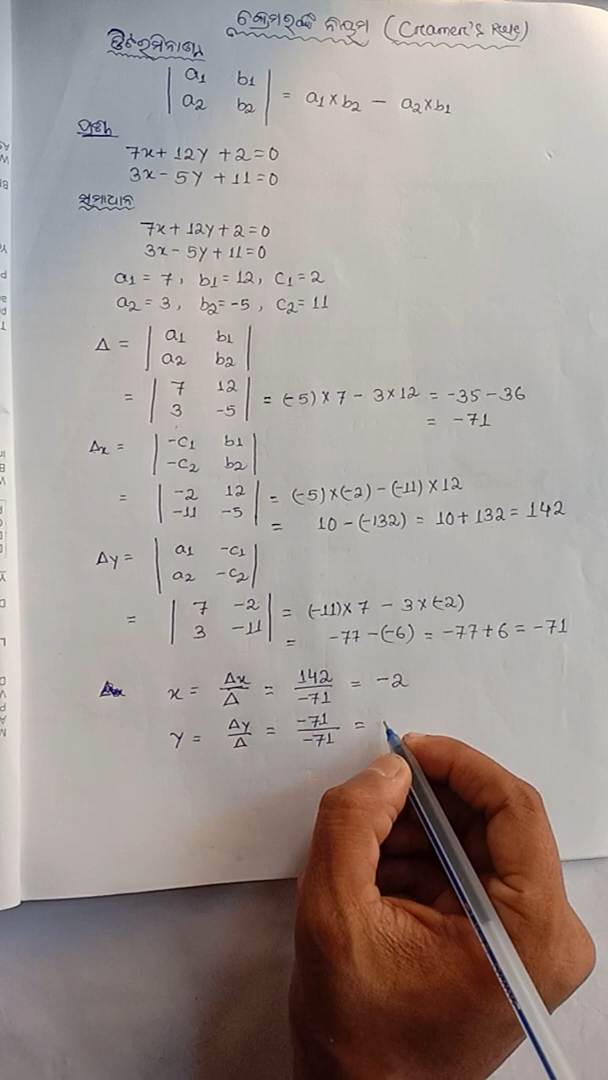 କ୍ରେମରଙ୍କ ନିୟମ (Cramer's Rule)
ଡିଟରମିନାଣ୍ଟ
| a1 b1 |
| a2 b2 | = a1 x b2 - a2 x b1
ପ୍ରଶ୍ନ
7x + 12y + 2 = 0
3x - 5y + 11 = 0
ସମାଧାନ
7x + 12y + 2 = 0
3x - 5y + 11 = 0
a1 = 7, b1 = 12, c1 = 2
a2 = 3, b2 = -5, c2 = 11
Δ = | a1 b1 |
| a2 b2 |
= | 7 12 |
| 3 -5 | = (-5) x 7 - 3 x 12 = -35 - 36
= -71
Δx = | -c1 b1 |
| -c2 b2 |
= | -2 12 |
| -11 -5 | = (-5) x (-2) - (-11) x 12
= 10 - (-132) = 10 + 132 = 142
Δy = | a1 -c1 |
| a2 -c2 |
= | 7 -2 |
| 3 -11 | = (-11) x 7 - 3 x (-2)
= -77 - (-6) = -77 + 6 = -71
x = Δx/Δ = 142/-71 = -2
y = Δy/Δ = -71/-71 =